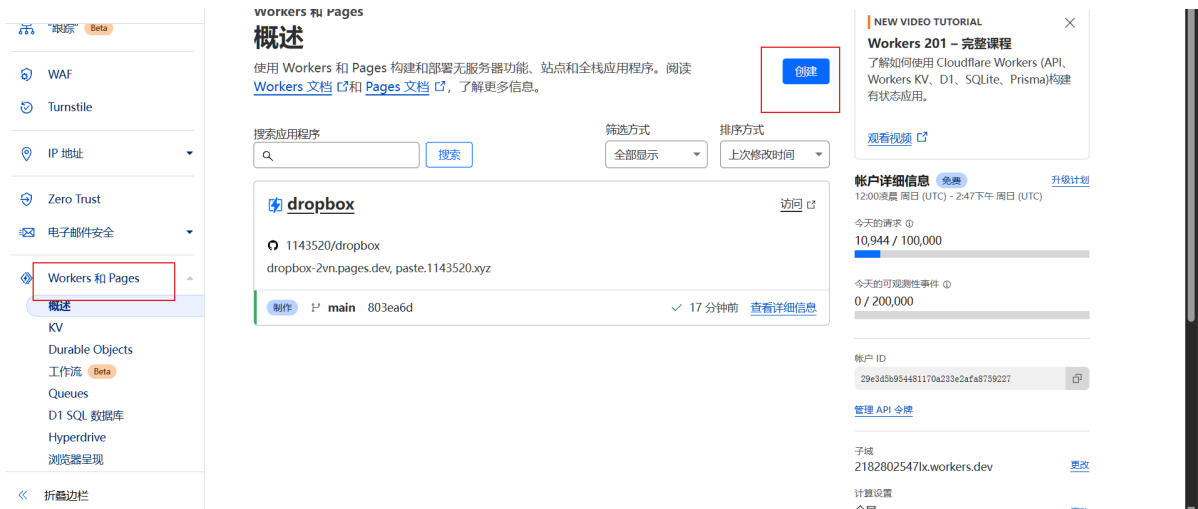 "跟踪" Beta
WAF
Turnstile
IP 地址
Zero Trust
电子邮件安全
Workers 和 Pages
概述
KV
Durable Objects
工作流 Beta
Queues
D1 SQL 数据库
Hyperdrive
浏览器呈现
折叠边栏
Workers 和 Pages
概述
使用 Workers 和 Pages 构建和部署无服务器功能、站点和全栈应用程序。阅读
Workers 文档 和 Pages 文档 ，了解更多信息。
创建
搜索应用程序
搜索
筛选方式
全部显示
排序方式
上次修改时间
dropbox
访问
1143520/dropbox
dropbox-2vn.pages.dev, paste.1143520.xyz
制作 main 803ea6d
17 分钟前 查看详细信息
NEW VIDEO TUTORIAL
Workers 201 – 完整课程
了解如何使用 Cloudflare Workers (API、
Workers KV、D1、SQLite、Prisma)构建
有状态应用。
观看视频
帐户详细信息 免费 升级计划
12:00凌晨 周日 (UTC) - 2:47下午 周日 (UTC)
今天的请求
10,944 / 100,000
今天的可观测性事件
0 / 200,000
帐户 ID
29e3d5b954481170a233e2afa8759227
管理 API 令牌
子域
2182802547lx.workers.dev 更改
计算设置